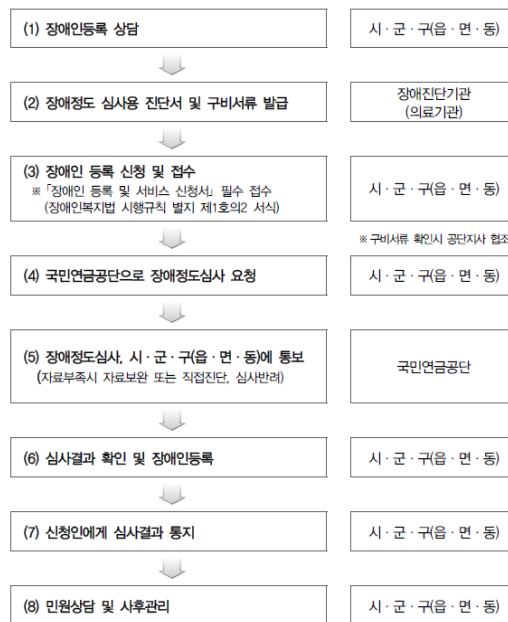 (1) 장애인등록 상담
시 · 군 · 구(읍 · 면 · 동)
(2) 장애정도 심사용 진단서 및 구비서류 발급
장애진단기관
(의료기관)
(3) 장애인 등록 신청 및 접수
※「장애인 등록 및 서비스 신청서」 필수 접수
(장애인복지법 시행규칙 별지 제1호의2 서식)
시 · 군 · 구(읍 · 면 · 동)
※ 구비서류 확인시 공단지사 협조
(4) 국민연금공단으로 장애정도심사 요청
시 · 군 · 구(읍 · 면 · 동)
(5) 장애정도심사, 시 · 군 · 구(읍 · 면 · 동)에 통보
(자료부족시 자료보완 또는 직접진단, 심사반려)
국민연금공단
(6) 심사결과 확인 및 장애인등록
시 · 군 · 구(읍 · 면 · 동)
(7) 신청인에게 심사결과 통지
시 · 군 · 구(읍 · 면 · 동)
(8) 민원상담 및 사후관리
시 · 군 · 구(읍 · 면 · 동)